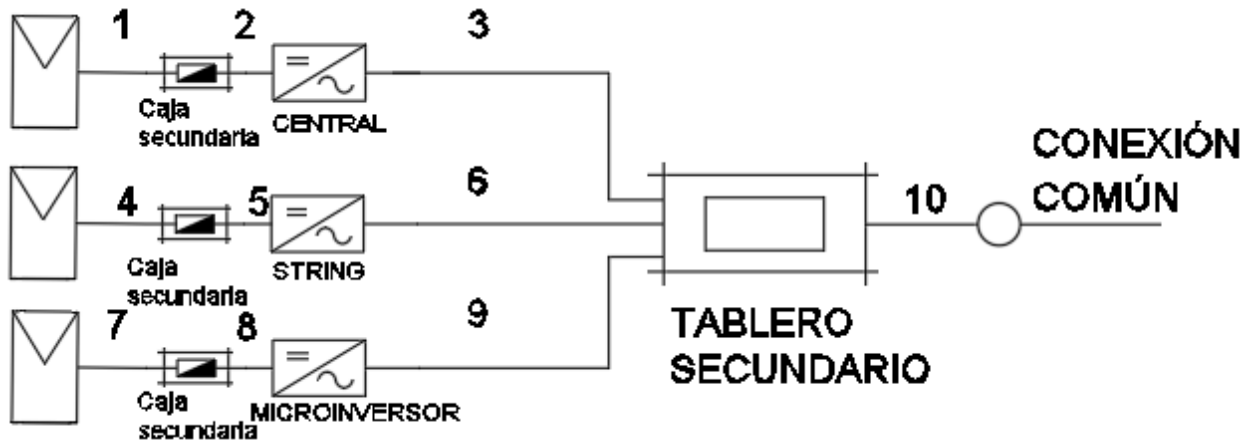 1
2
3
Caja
secundaria
CENTRAL
4
5
6
Caja
secundaria
STRING
7
8
9
Caja
secundaria
MICROINVERSOR
TABLERO
SECUNDARIO
10
CONEXIÓN
COMÚN